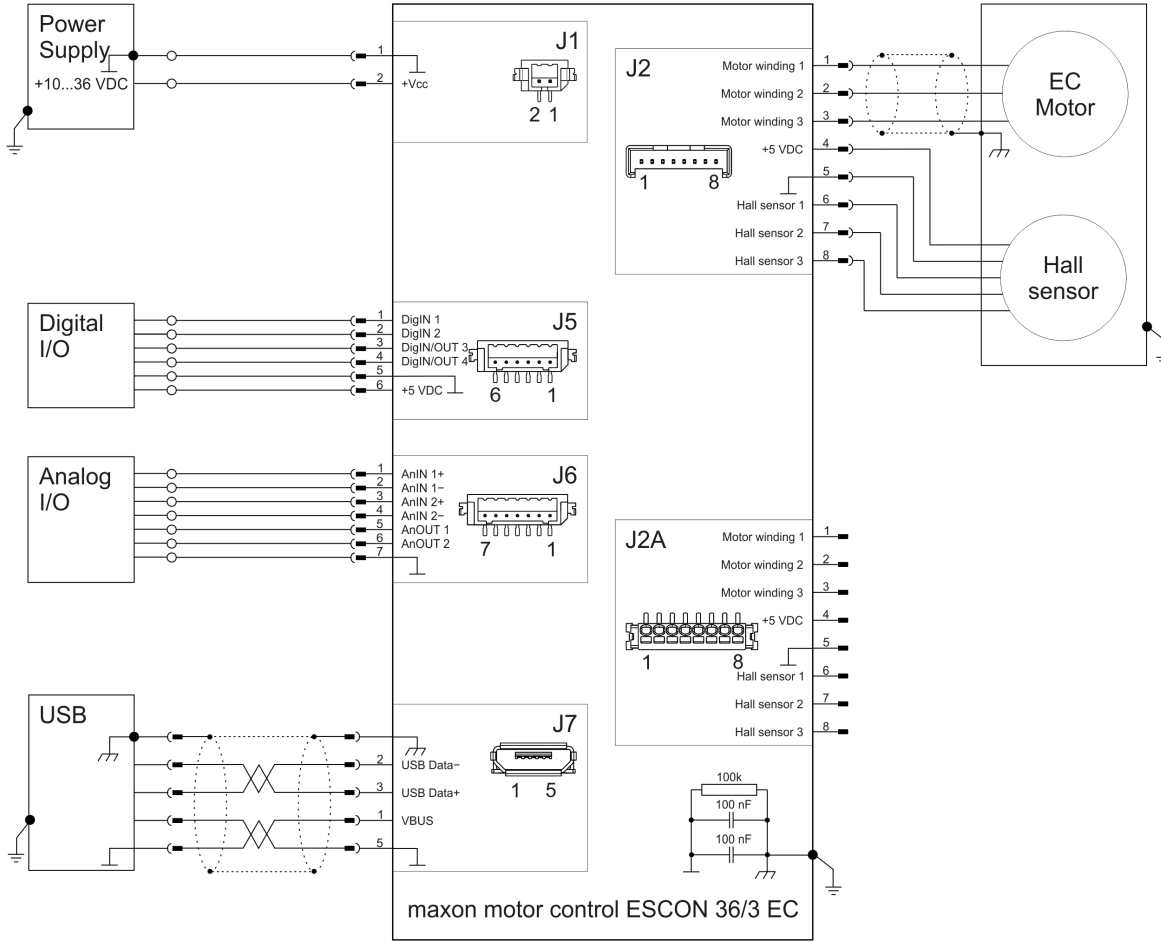 Power
Supply
+10...36 VDC
1
2
+Vcc
J1
2 1
J2
1 8
Motor winding 1 1
Motor winding 2 2
Motor winding 3 3
+5 VDC 4
5
Hall sensor 1 6
Hall sensor 2 7
Hall sensor 3 8
EC
Motor
Hall
sensor
Digital
I/O
1 DigIN 1
2 DigIN 2
3 DigIN/OUT 3
4 DigIN/OUT 4
5
6 +5 VDC
J5
6 1
Analog
I/O
1 AnIN 1+
2 AnIN 1−
3 AnIN 2+
4 AnIN 2−
5 AnOUT 1
6 AnOUT 2
7
J6
7 1
J2A
1 8
Motor winding 1 1
Motor winding 2 2
Motor winding 3 3
+5 VDC 4
5
Hall sensor 1 6
Hall sensor 2 7
Hall sensor 3 8
USB
2 USB Data−
3 USB Data+
1 VBUS
5
J7
1 5
100k
100 nF
100 nF
maxon motor control ESCON 36/3 EC